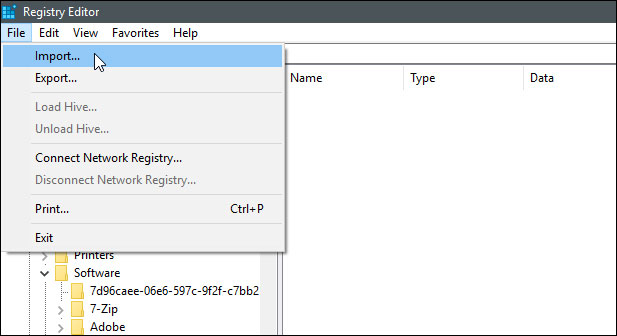 Registry Editor
File Edit View Favorites Help
Import...
Export...
Name Type Data
Load Hive...
Unload Hive...
Connect Network Registry...
Disconnect Network Registry...
Print... Ctrl+P
Exit
Printers
Software
7d96caee-06e6-597c-9f2f-c7bb2
7-Zip
Adobe